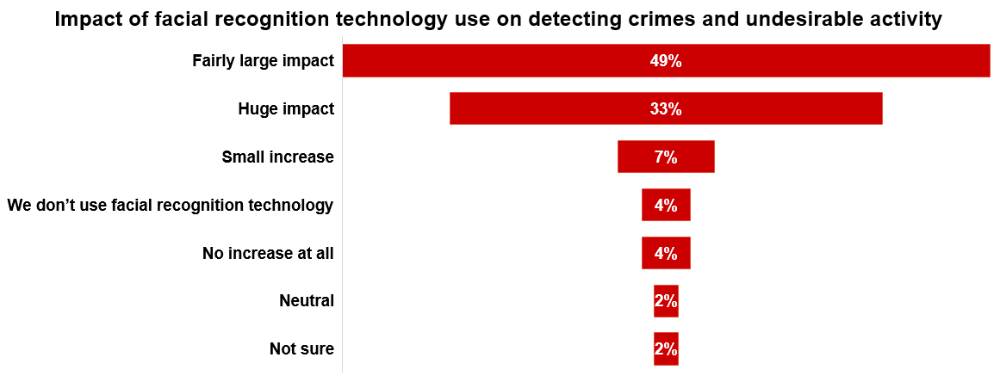 Impact of facial recognition technology use on detecting crimes and undesirable activity
Fairly large impact 49%
Huge impact 33%
Small increase 7%
We don’t use facial recognition technology 4%
No increase at all 4%
Neutral 2%
Not sure 2%